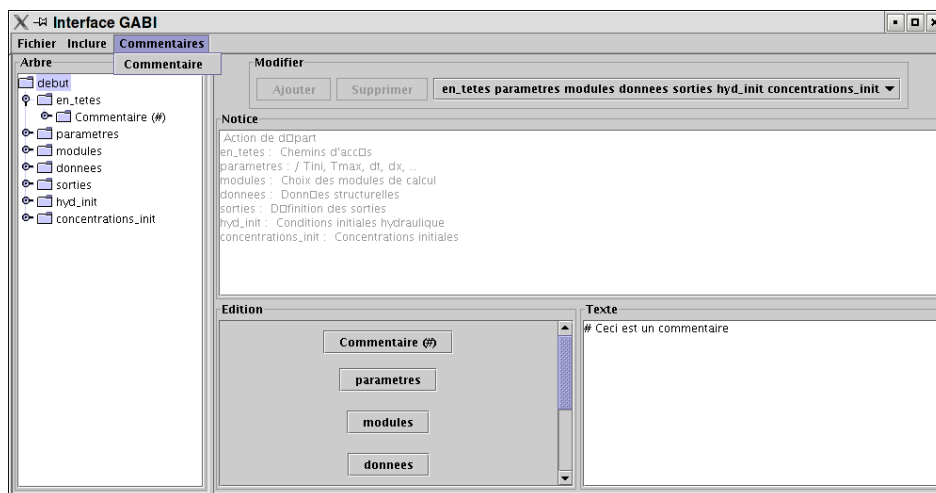 Interface GABI
Fichier Inclure Commentaires
Commentaire
Arbre
debut
en_tetes
Commentaire (#)
parametres
modules
donnees
sorties
hyd_init
concentrations_init
Modifier
Ajouter Supprimer en_tetes parametres modules donnees sorties hyd_init concentrations_init
Notice
Action de d□part
en_tetes : Chemins d'acc□s
parametres : / Tini, Tmax, dt, dx, ..
modules : Choix des modules de calcul
donnees : Donn□es structurelles
sorties : D□finition des sorties
hyd_init : Conditions initiales hydraulique
concentrations_init : Concentrations initiales
Edition
Commentaire (#)
parametres
modules
donnees
Texte
# Ceci est un commentaire